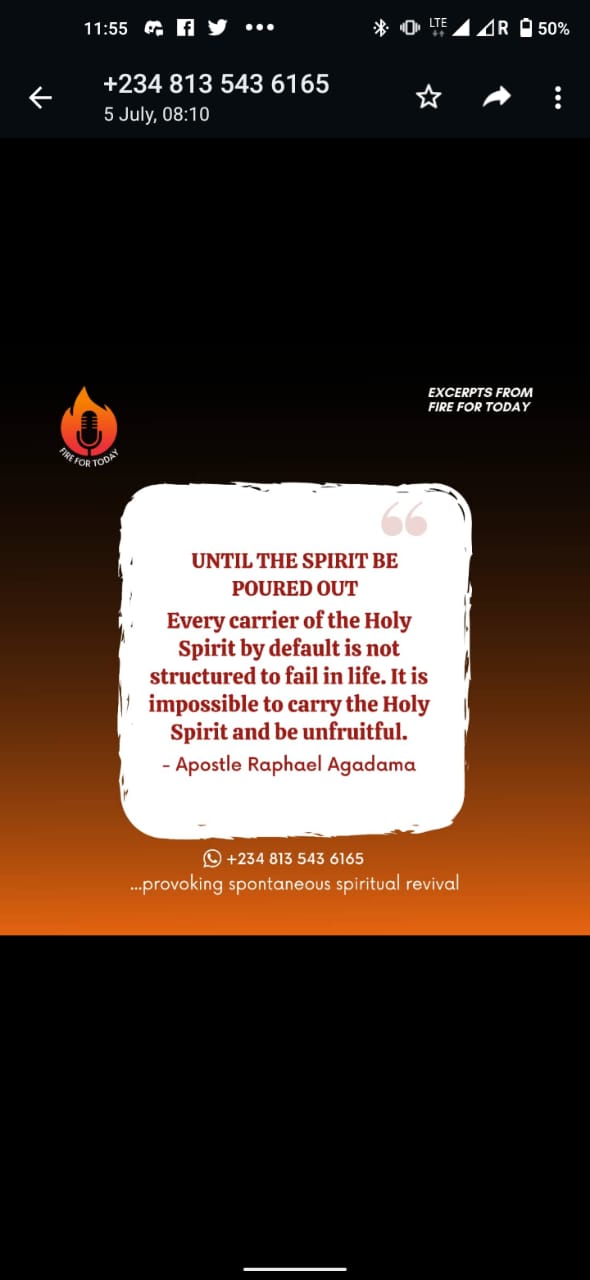 11:55
LTE
R
50%
+234 813 543 6165
5 July, 08:10
FIRE FOR TODAY
EXCERPTS FROM
FIRE FOR TODAY
UNTIL THE SPIRIT BE
POURED OUT
Every carrier of the Holy
Spirit by default is not
structured to fail in life. It is
impossible to carry the Holy
Spirit and be unfruitful.
- Apostle Raphael Agadama
+234 813 543 6165
...provoking spontaneous spiritual revival